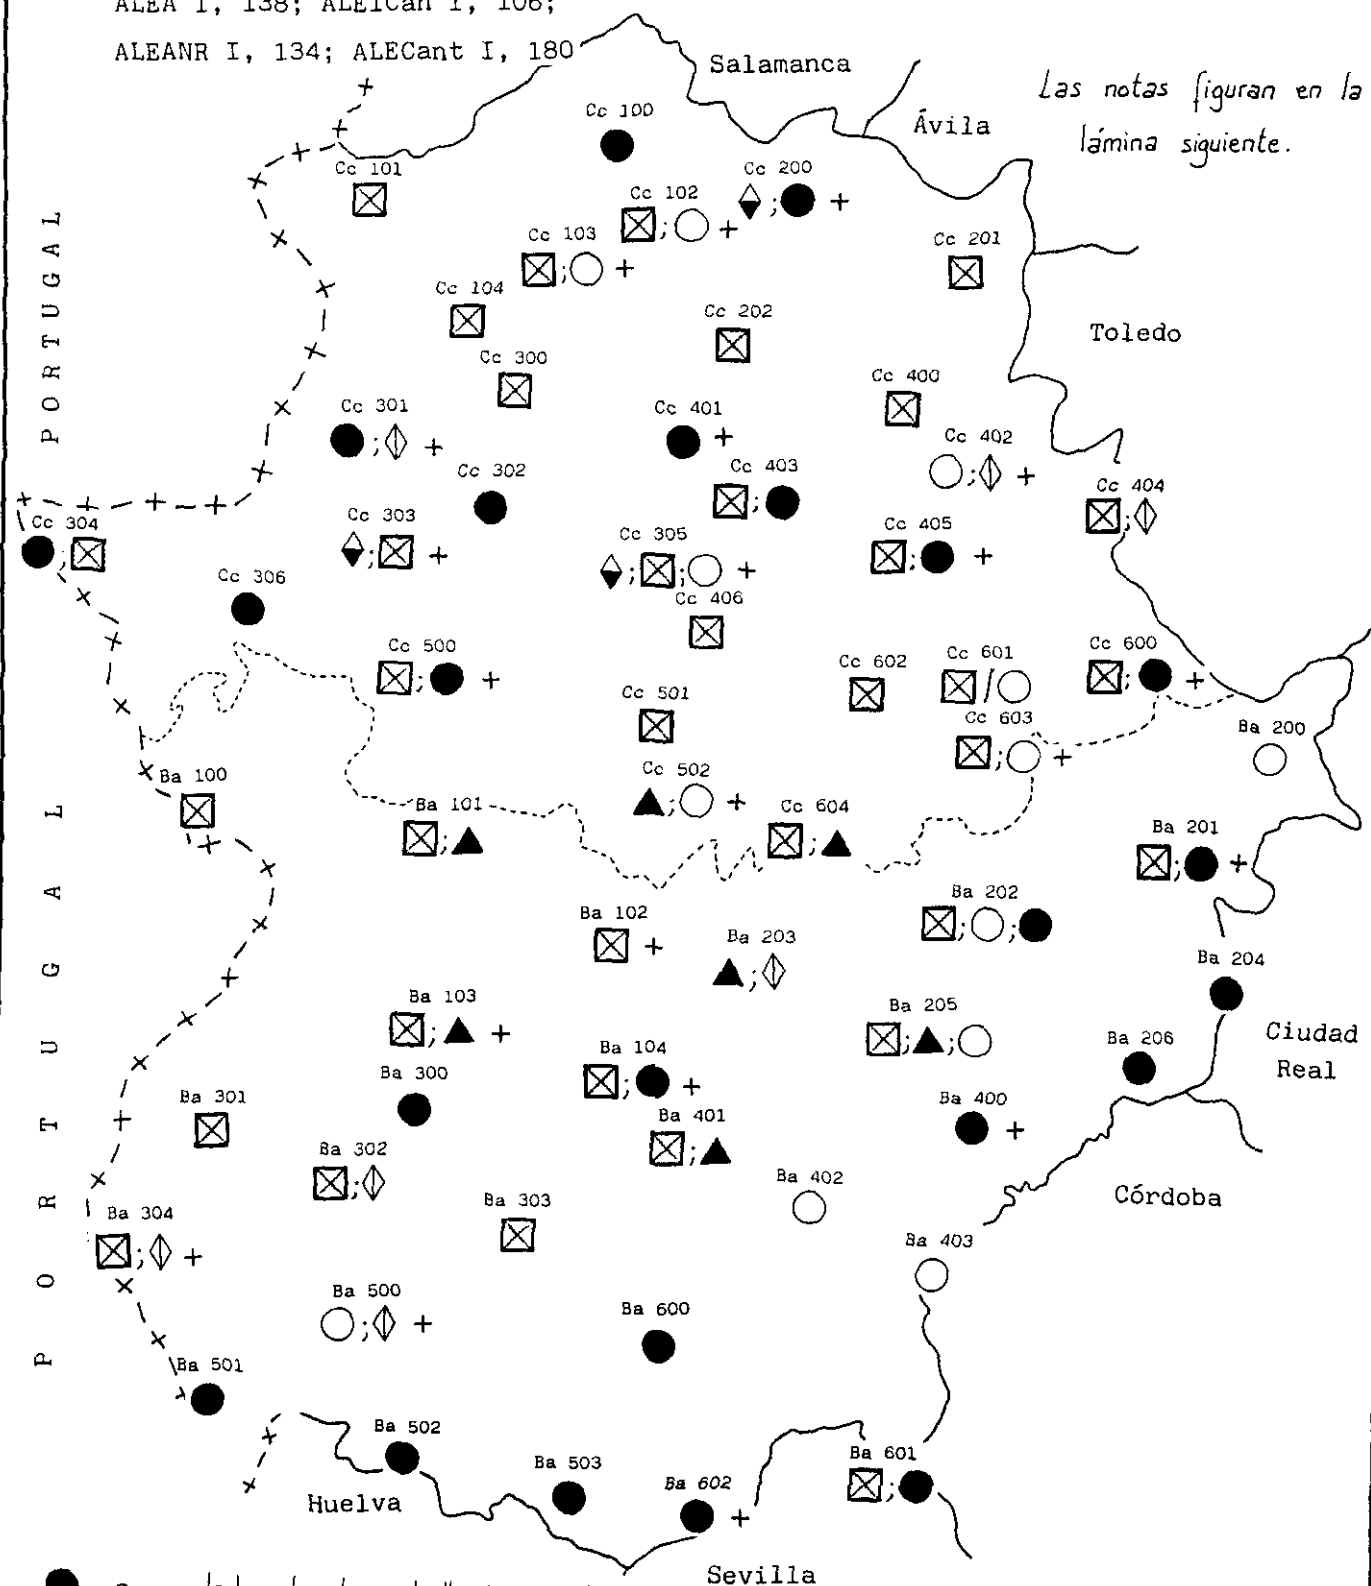 ALEA I, 138; ALEICan I, 106;
ALEANR I, 134; ALECant I, 180
Salamanca
Las notas figuran en la
lámina siguiente.
Ávila
Cc 100
Cc 101
Cc 200
Cc 102
Cc 103
Cc 201
Cc 104
Cc 202
Toledo
PORTUGAL
Cc 300
Cc 400
Cc 301
Cc 401
Cc 402
Cc 302
Cc 403
Cc 404
Cc 303
Cc 304
Cc 305
Cc 405
Cc 306
Cc 406
Cc 500
Cc 602
Cc 601
Cc 600
Cc 501
Cc 603
Ba 200
Ba 100
Cc 502
Ba 101
Cc 604
Ba 201
PORTUGAL
Ba 102
Ba 202
Ba 203
Ba 204
Ba 103
Ba 205
Ciudad
Real
Ba 104
Ba 206
Ba 300
Ba 301
Ba 400
Ba 401
Ba 302
Ba 402
Córdoba
Ba 303
Ba 304
Ba 403
Ba 500
Ba 600
Ba 501
Ba 502
Ba 503
Ba 601
Ba 602
Huelva
Sevilla